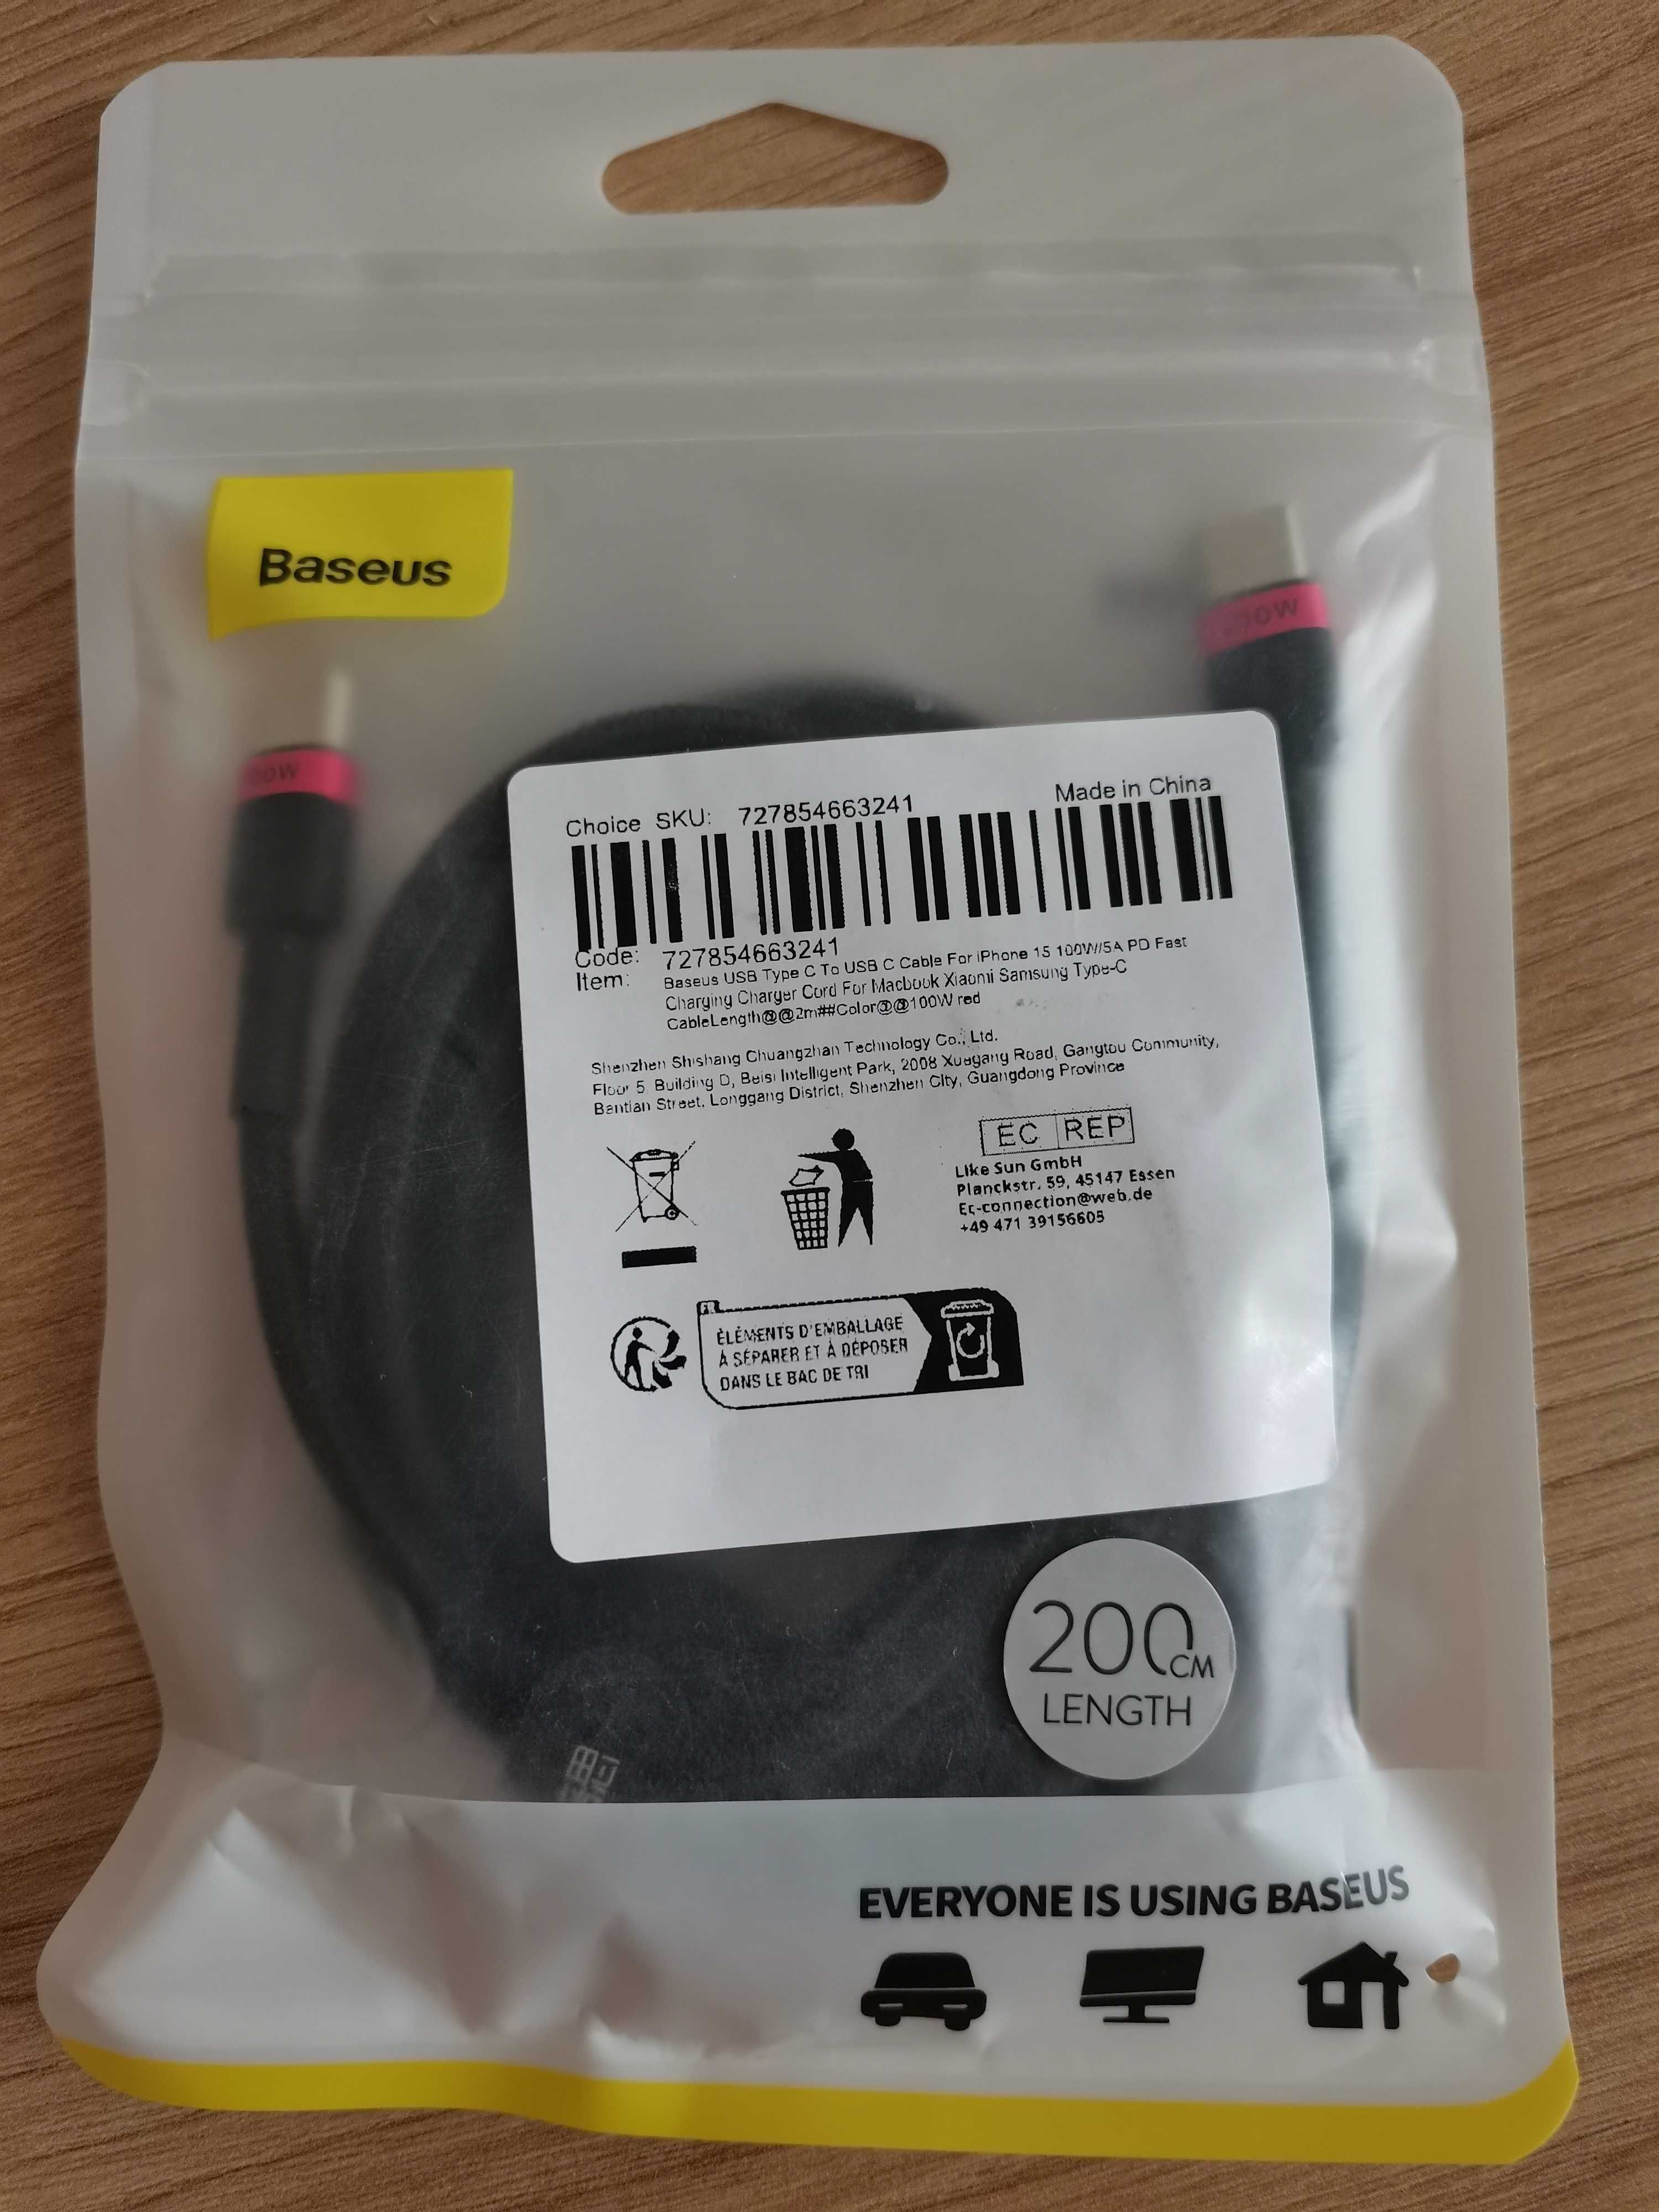 Baseus
00W
00W
Choice SKU: 727854663241
Made in China
Code: 727854663241
Item: Baseus USB Type C To USB C Cable For iPhone 15 100W/5A PD Fast
Charging Charger Cord For Macbook Xiaomi Samsung Type-C
CableLength@@2m##Color@@100W red
Shenzhen Shishang Chuangzhan Technology Co., Ltd.
Floor 5, Building D, Beisi Intelligent Park, 2008 Xuegang Road, Gangtou Community,
Bantian Street, Longgang District, Shenzhen City, Guangdong Province
EC REP
Like Sun GmbH
Planckstr. 59, 45147 Essen
Ec-connection@web.de
+49 471 39156605
FR
ÉLÉMENTS D'EMBALLAGE
À SÉPARER ET À DÉPOSER
DANS LE BAC DE TRI
200CM
LENGTH
EVERYONE IS USING BASEUS